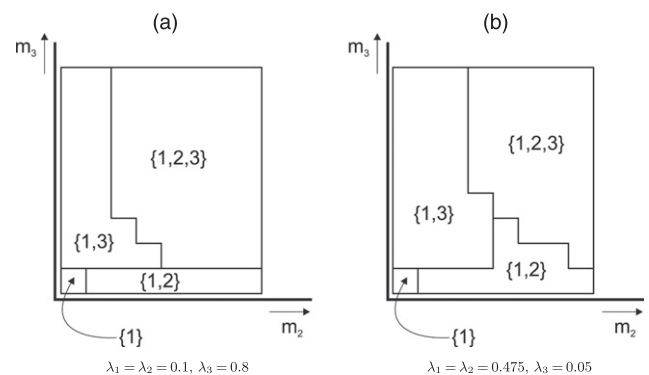 (a)
(b)
m₃
m₃
{1,2,3}
{1,2,3}
{1,3}
{1,3}
{1,2}
{1,2}
{1}
{1}
m₂
m₂
λ₁ = λ₂ = 0.1, λ₃ = 0.8
λ₁ = λ₂ = 0.475, λ₃ = 0.05